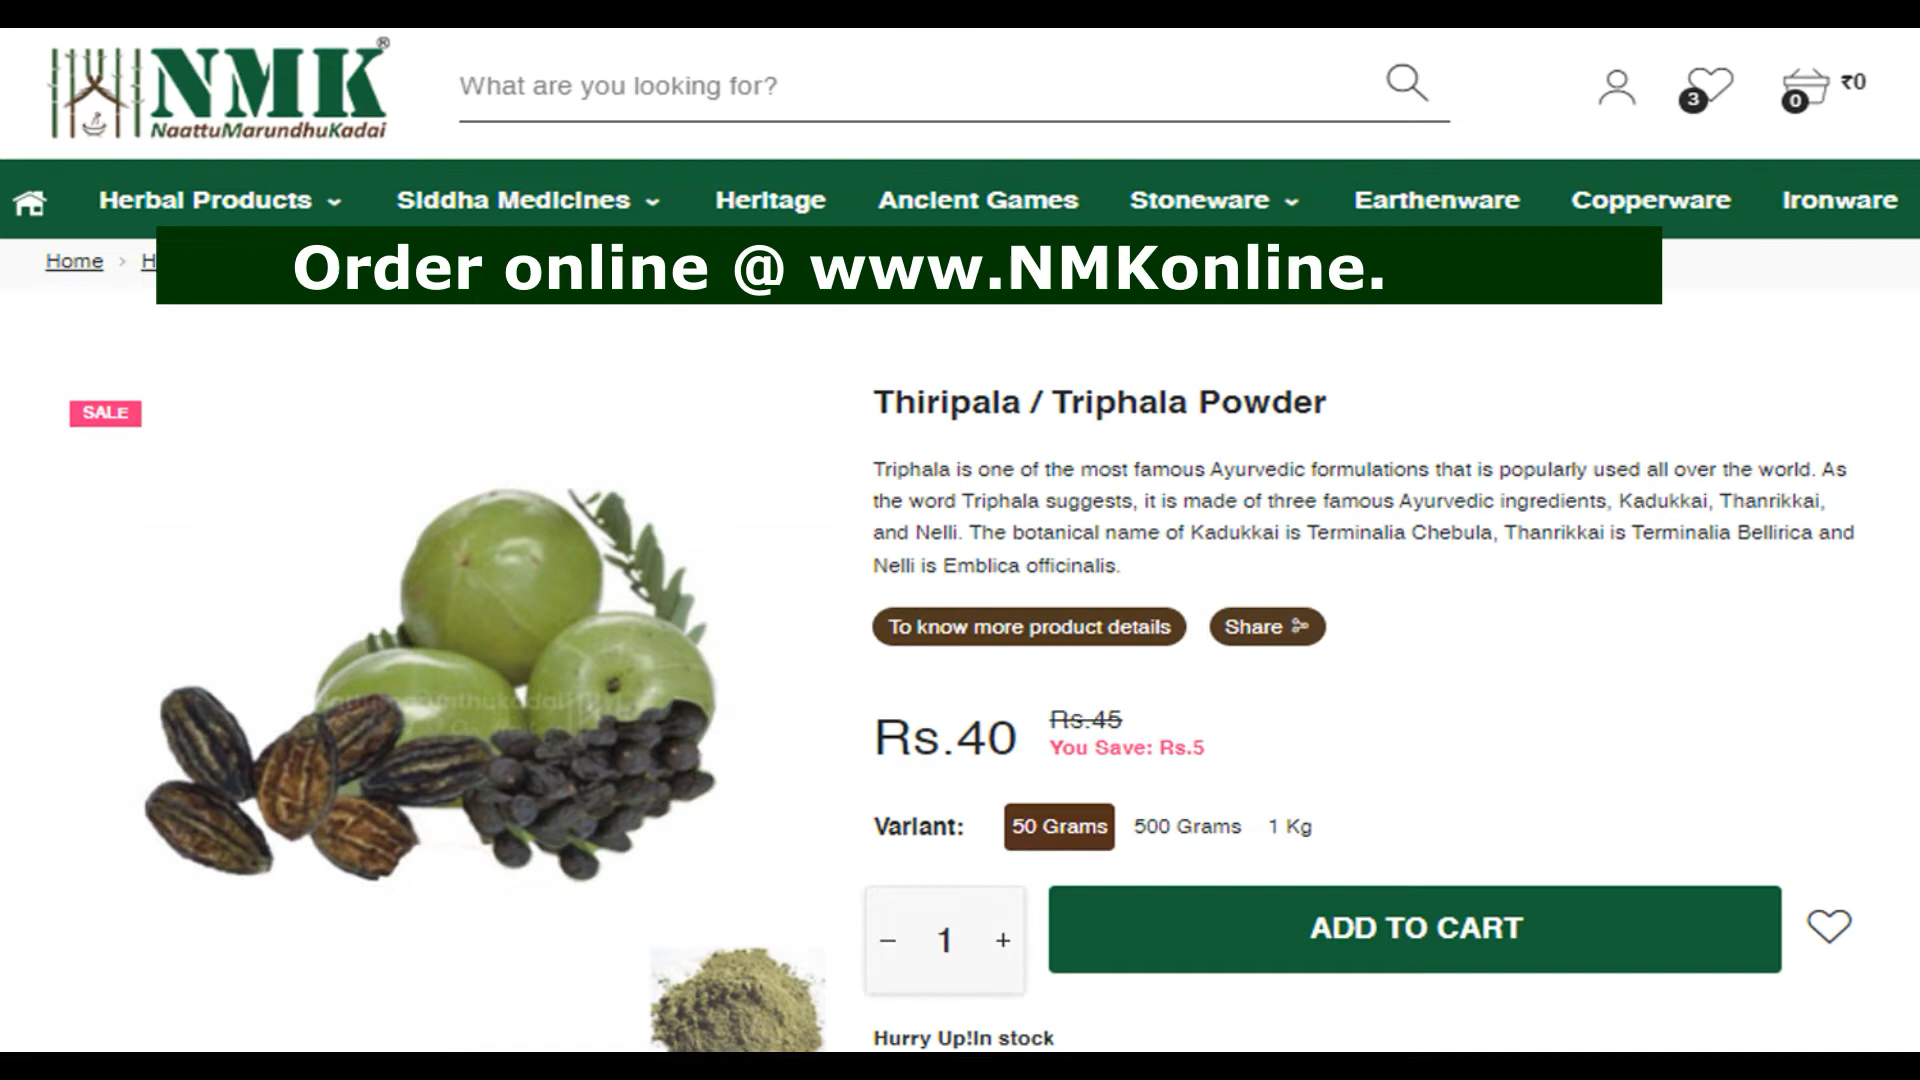 NMK®
NaattuMarundhuKadai
What are you looking for?
3
0
₹0
Herbal Products
Siddha Medicines
Heritage
Ancient Games
Stoneware
Earthenware
Copperware
Ironware
Home > H
Order online @ www.NMKonline.
SALE
Thiripala / Triphala Powder
Triphala is one of the most famous Ayurvedic formulations that is popularly used all over the world. As
the word Triphala suggests, it is made of three famous Ayurvedic ingredients, Kadukkai, Thanrikkai,
and Nelli. The botanical name of Kadukkai is Terminalia Chebula, Thanrikkai is Terminalia Bellirica and
Nelli is Emblica officinalis.
To know more product details
Share
Rs.40
Rs.45
You Save: Rs.5
Variant:
50 Grams
500 Grams
1 Kg
− 1 +
ADD TO CART
Hurry Up!In stock